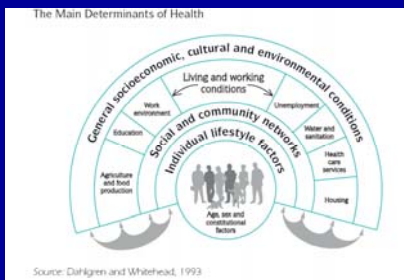 The Main Determinants of Health
General socioeconomic, cultural and environmental conditions
Living and working
conditions
Work
environment
Unemployment
Education
Water and
sanitation
Social and community networks
Individual lifestyle factors
Agriculture
and food
production
Health
care
services
Housing
Age, sex and
constitutional
factors
Source: Dahlgren and Whitehead, 1993